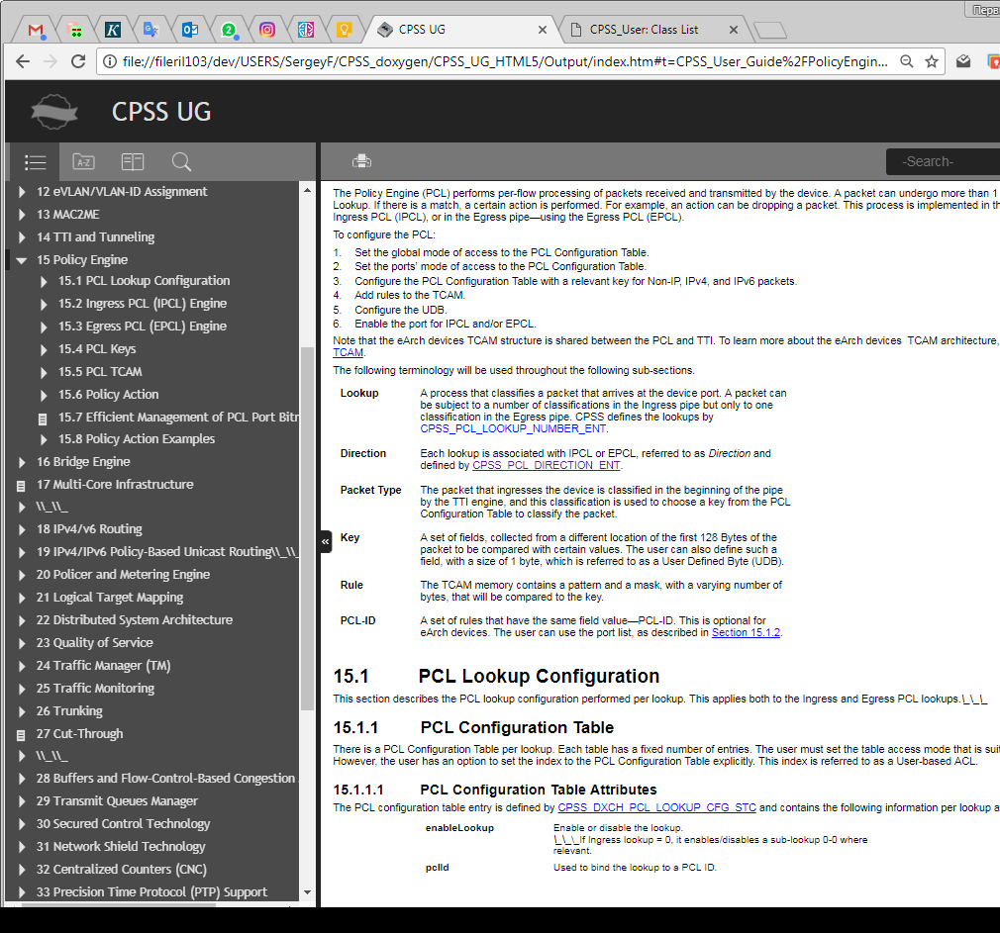 Перв
CPSS UG
CPSS_User: Class List
file://fileril103/dev/USERS/SergeyF/CPSS_doxygen/CPSS_UG_HTML5/Output/index.htm#t=CPSS_User_Guide%2FPolicyEngin...
CPSS UG
A-Z
-Search-
12 eVLAN/VLAN-ID Assignment
13 MAC2ME
14 TTI and Tunneling
15 Policy Engine
15.1 PCL Lookup Configuration
15.2 Ingress PCL (IPCL) Engine
15.3 Egress PCL (EPCL) Engine
15.4 PCL Keys
15.5 PCL TCAM
15.6 Policy Action
15.7 Efficient Management of PCL Port Bitr
15.8 Policy Action Examples
16 Bridge Engine
17 Multi-Core Infrastructure
\\_\\_
18 IPv4/v6 Routing
19 IPv4/IPv6 Policy-Based Unicast Routing\\_\\_
20 Policer and Metering Engine
21 Logical Target Mapping
22 Distributed System Architecture
23 Quality of Service
24 Traffic Manager (TM)
25 Traffic Monitoring
26 Trunking
27 Cut-Through
\\_\\_
28 Buffers and Flow-Control-Based Congestion
29 Transmit Queues Manager
30 Secured Control Technology
31 Network Shield Technology
32 Centralized Counters (CNC)
33 Precision Time Protocol (PTP) Support
«
The Policy Engine (PCL) performs per-flow processing of packets received and transmitted by the device. A packet can undergo more than 1
Lookup. If there is a match, a certain action is performed. For example, an action can be dropping a packet. This process is implemented in th
Ingress PCL (IPCL), or in the Egress pipe—using the Egress PCL (EPCL).
To configure the PCL:
1. Set the global mode of access to the PCL Configuration Table.
2. Set the ports' mode of access to the PCL Configuration Table.
3. Configure the PCL Configuration Table with a relevant key for Non-IP, IPv4, and IPv6 packets.
4. Add rules to the TCAM.
5. Configure the UDB.
6. Enable the port for IPCL and/or EPCL.
Note that the eArch devices TCAM structure is shared between the PCL and TTI. To learn more about the eArch devices TCAM architecture,
TCAM.
The following terminology will be used throughout the following sub-sections.
Lookup A process that classifies a packet that arrives at the device port. A packet can
be subject to a number of classifications in the Ingress pipe but only to one
classification in the Egress pipe. CPSS defines the lookups by
CPSS_PCL_LOOKUP_NUMBER_ENT.
Direction Each lookup is associated with IPCL or EPCL, referred to as Direction and
defined by CPSS_PCL_DIRECTION_ENT.
Packet Type The packet that ingresses the device is classified in the beginning of the pipe
by the TTI engine, and this classification is used to choose a key from the PCL
Configuration Table to classify the packet.
Key A set of fields, collected from a different location of the first 128 Bytes of the
packet to be compared with certain values. The user can also define such a
field, with a size of 1 byte, which is referred to as a User Defined Byte (UDB).
Rule The TCAM memory contains a pattern and a mask, with a varying number of
bytes, that will be compared to the key.
PCL-ID A set of rules that have the same field value—PCL-ID. This is optional for
eArch devices. The user can use the port list, as described in Section 15.1.2.
15.1 PCL Lookup Configuration
This section describes the PCL lookup configuration performed per lookup. This applies both to the Ingress and Egress PCL lookups.\_\_\_
15.1.1 PCL Configuration Table
There is a PCL Configuration Table per lookup. Each table has a fixed number of entries. The user must set the table access mode that is suit
However, the user has an option to set the index to the PCL Configuration Table explicitly. This index is referred to as a User-based ACL.
15.1.1.1 PCL Configuration Table Attributes
The PCL configuration table entry is defined by CPSS_DXCH_PCL_LOOKUP_CFG_STC and contains the following information per lookup a
enableLookup Enable or disable the lookup.
\_\_\_If Ingress lookup = 0, it enables/disables a sub-lookup 0-0 where
relevant.
pclId Used to bind the lookup to a PCL ID.